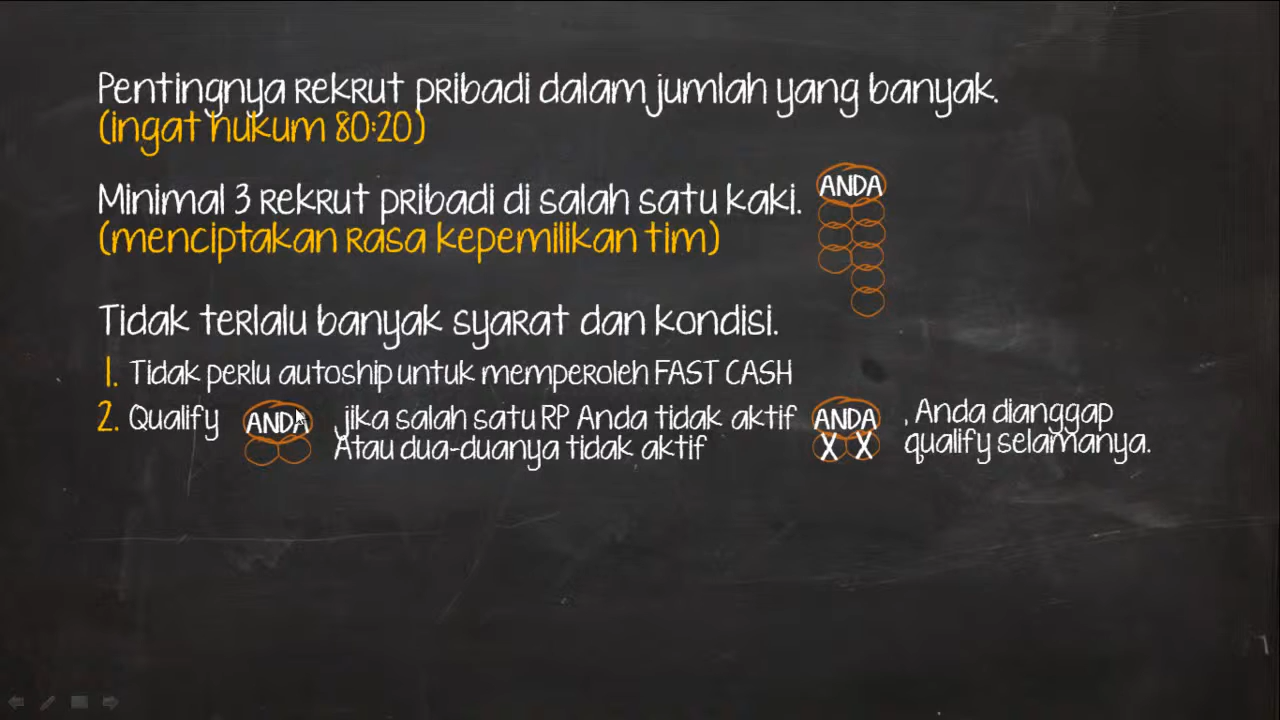 Pentingnya rekrut pribadi dalam jumlah yang banyak.
(ingat hukum 80:20)
Minimal 3 rekrut pribadi di salah satu kaki.
(menciptakan rasa kepemilikan tim)
ANDA
Tidak terlalu banyak syarat dan kondisi.
1. Tidak perlu autoship untuk memperoleh FAST CASH
2. Qualify ANDA , jika salah satu RP Anda tidak aktif ANDA , Anda dianggap
Atau dua-duanya tidak aktif X X qualify selamanya.